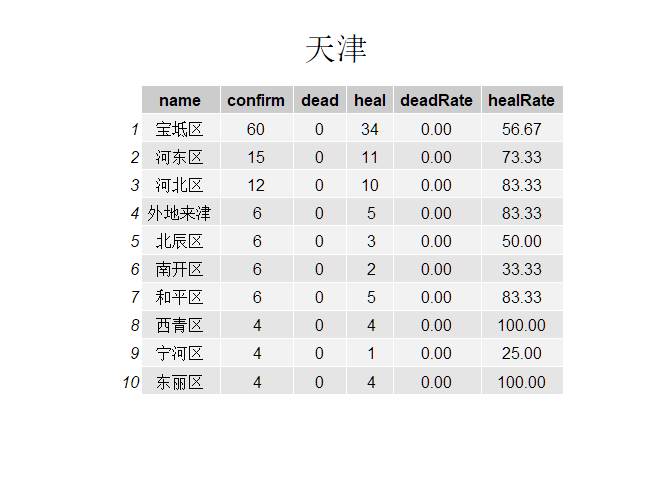 天津
name confirm dead heal deadRate healRate
1 宝坻区 60 0 34 0.00 56.67
2 河东区 15 0 11 0.00 73.33
3 河北区 12 0 10 0.00 83.33
4 外地来津 6 0 5 0.00 83.33
5 北辰区 6 0 3 0.00 50.00
6 南开区 6 0 2 0.00 33.33
7 和平区 6 0 5 0.00 83.33
8 西青区 4 0 4 0.00 100.00
9 宁河区 4 0 1 0.00 25.00
10 东丽区 4 0 4 0.00 100.00